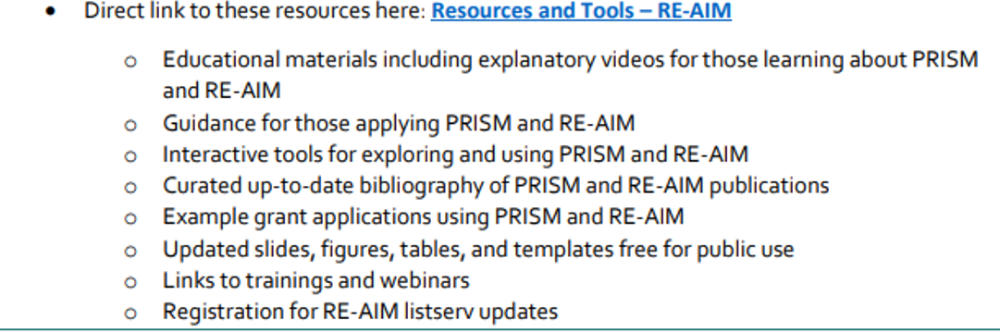 • Direct link to these resources here: Resources and Tools – RE-AIM
o Educational materials including explanatory videos for those learning about PRISM
and RE-AIM
o Guidance for those applying PRISM and RE-AIM
o Interactive tools for exploring and using PRISM and RE-AIM
o Curated up-to-date bibliography of PRISM and RE-AIM publications
o Example grant applications using PRISM and RE-AIM
o Updated slides, figures, tables, and templates free for public use
o Links to trainings and webinars
o Registration for RE-AIM listserv updates